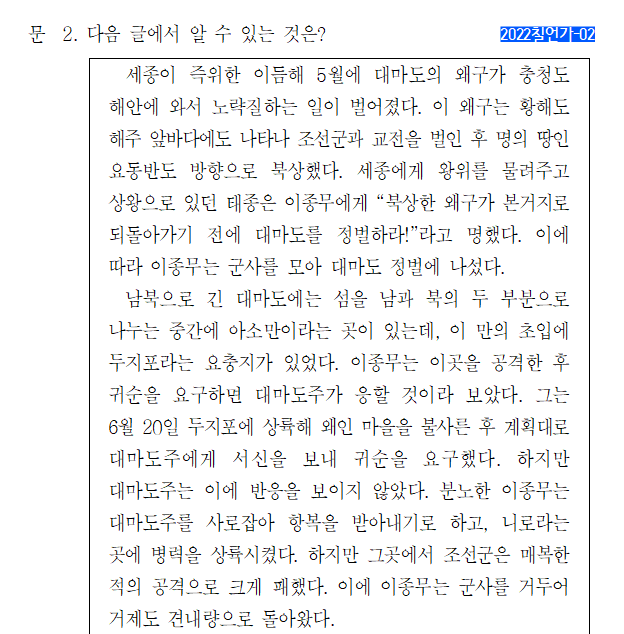 문 2. 다음 글에서 알 수 있는 것은? 2022칠언가-02
세종이 즉위한 이듬해 5월에 대마도의 왜구가 충청도
해안에 와서 노략질하는 일이 벌어졌다. 이 왜구는 황해도
해주 앞바다에도 나타나 조선군과 교전을 벌인 후 명의 땅인
요동반도 방향으로 북상했다. 세종에게 왕위를 물려주고
상왕으로 있던 태종은 이종무에게 “북상한 왜구가 본거지로
되돌아가기 전에 대마도를 정벌하라!”라고 명했다. 이에
따라 이종무는 군사를 모아 대마도 정벌에 나섰다.
남북으로 긴 대마도에는 섬을 남과 북의 두 부분으로
나누는 중간에 아소만이라는 곳이 있는데, 이 만의 초입에
두지포라는 요충지가 있었다. 이종무는 이곳을 공격한 후
귀순을 요구하면 대마도주가 응할 것이라 보았다. 그는
6월 20일 두지포에 상륙해 왜인 마을을 불사른 후 계획대로
대마도주에게 서신을 보내 귀순을 요구했다. 하지만
대마도주는 이에 반응을 보이지 않았다. 분노한 이종무는
대마도주를 사로잡아 항복을 받아내기로 하고, 니로라는
곳에 병력을 상륙시켰다. 하지만 그곳에서 조선군은 매복한
적의 공격으로 크게 패했다. 이에 이종무는 군사를 거두어
거제도 견내량으로 돌아왔다.